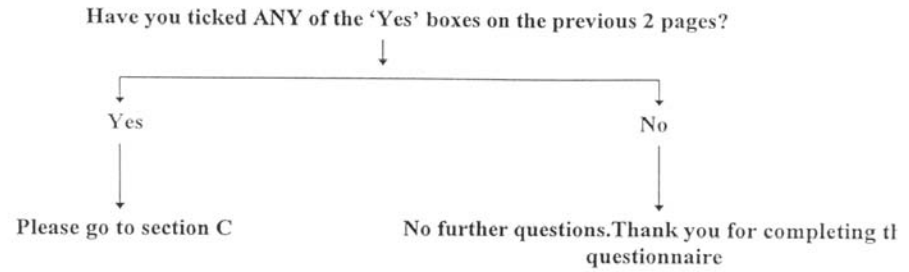 Have you ticked ANY of the ‘Yes’ boxes on the previous 2 pages?
Yes
No
Please go to section C
No further questions.Thank you for completing
questionnaire